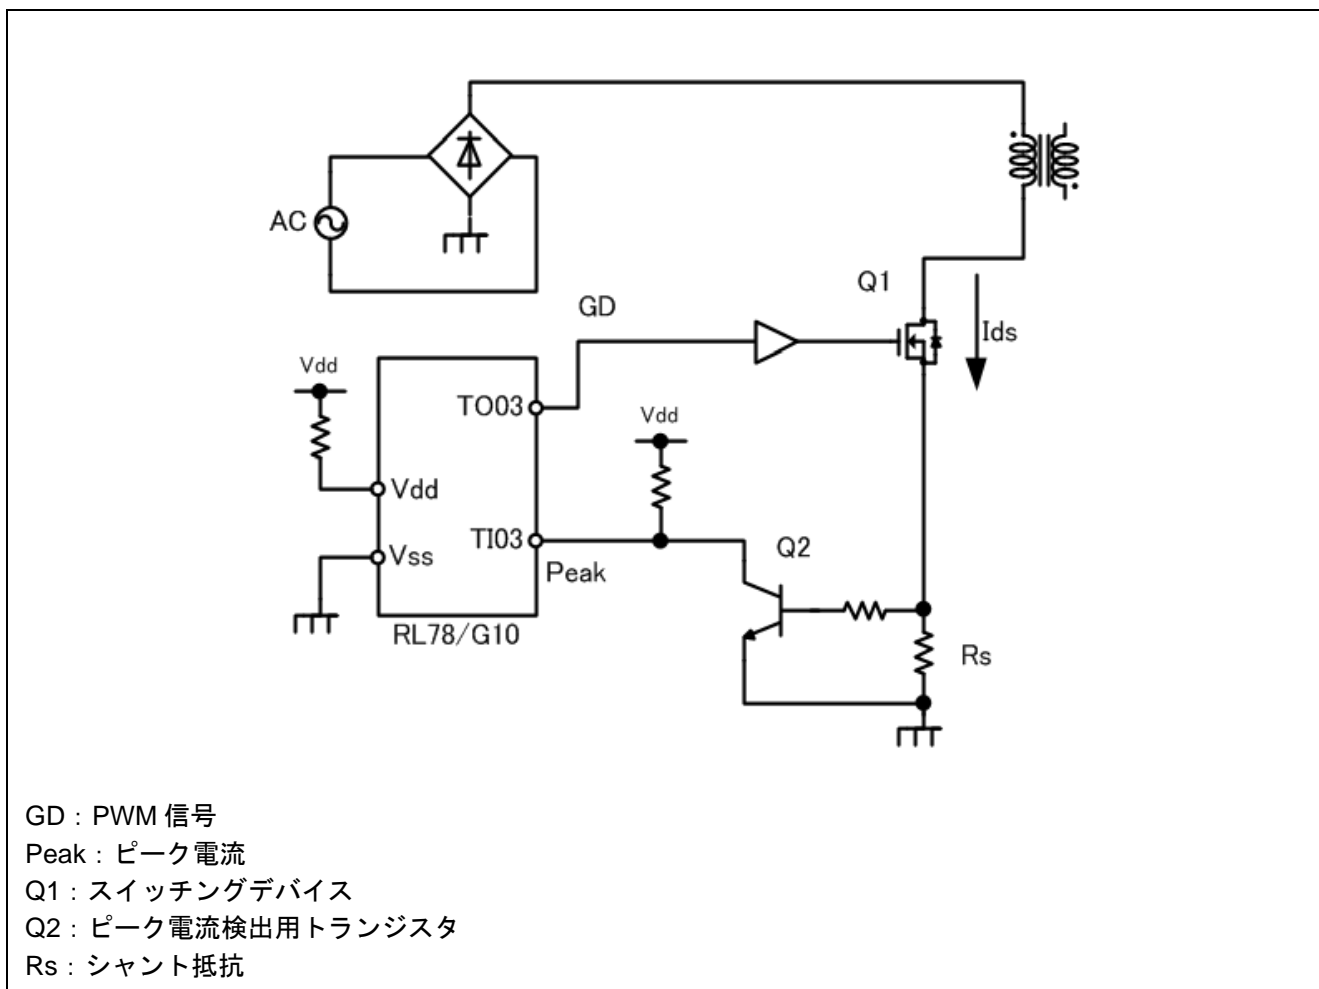 AC
Q1
GD
Ids
Vdd
TO03
Vdd
Vdd
TI03
Q2
Vss
Peak
RL78/G10
Rs
GD：PWM 信号
Peak：ピーク電流
Q1：スイッチングデバイス
Q2：ピーク電流検出用トランジスタ
Rs：シャント抵抗